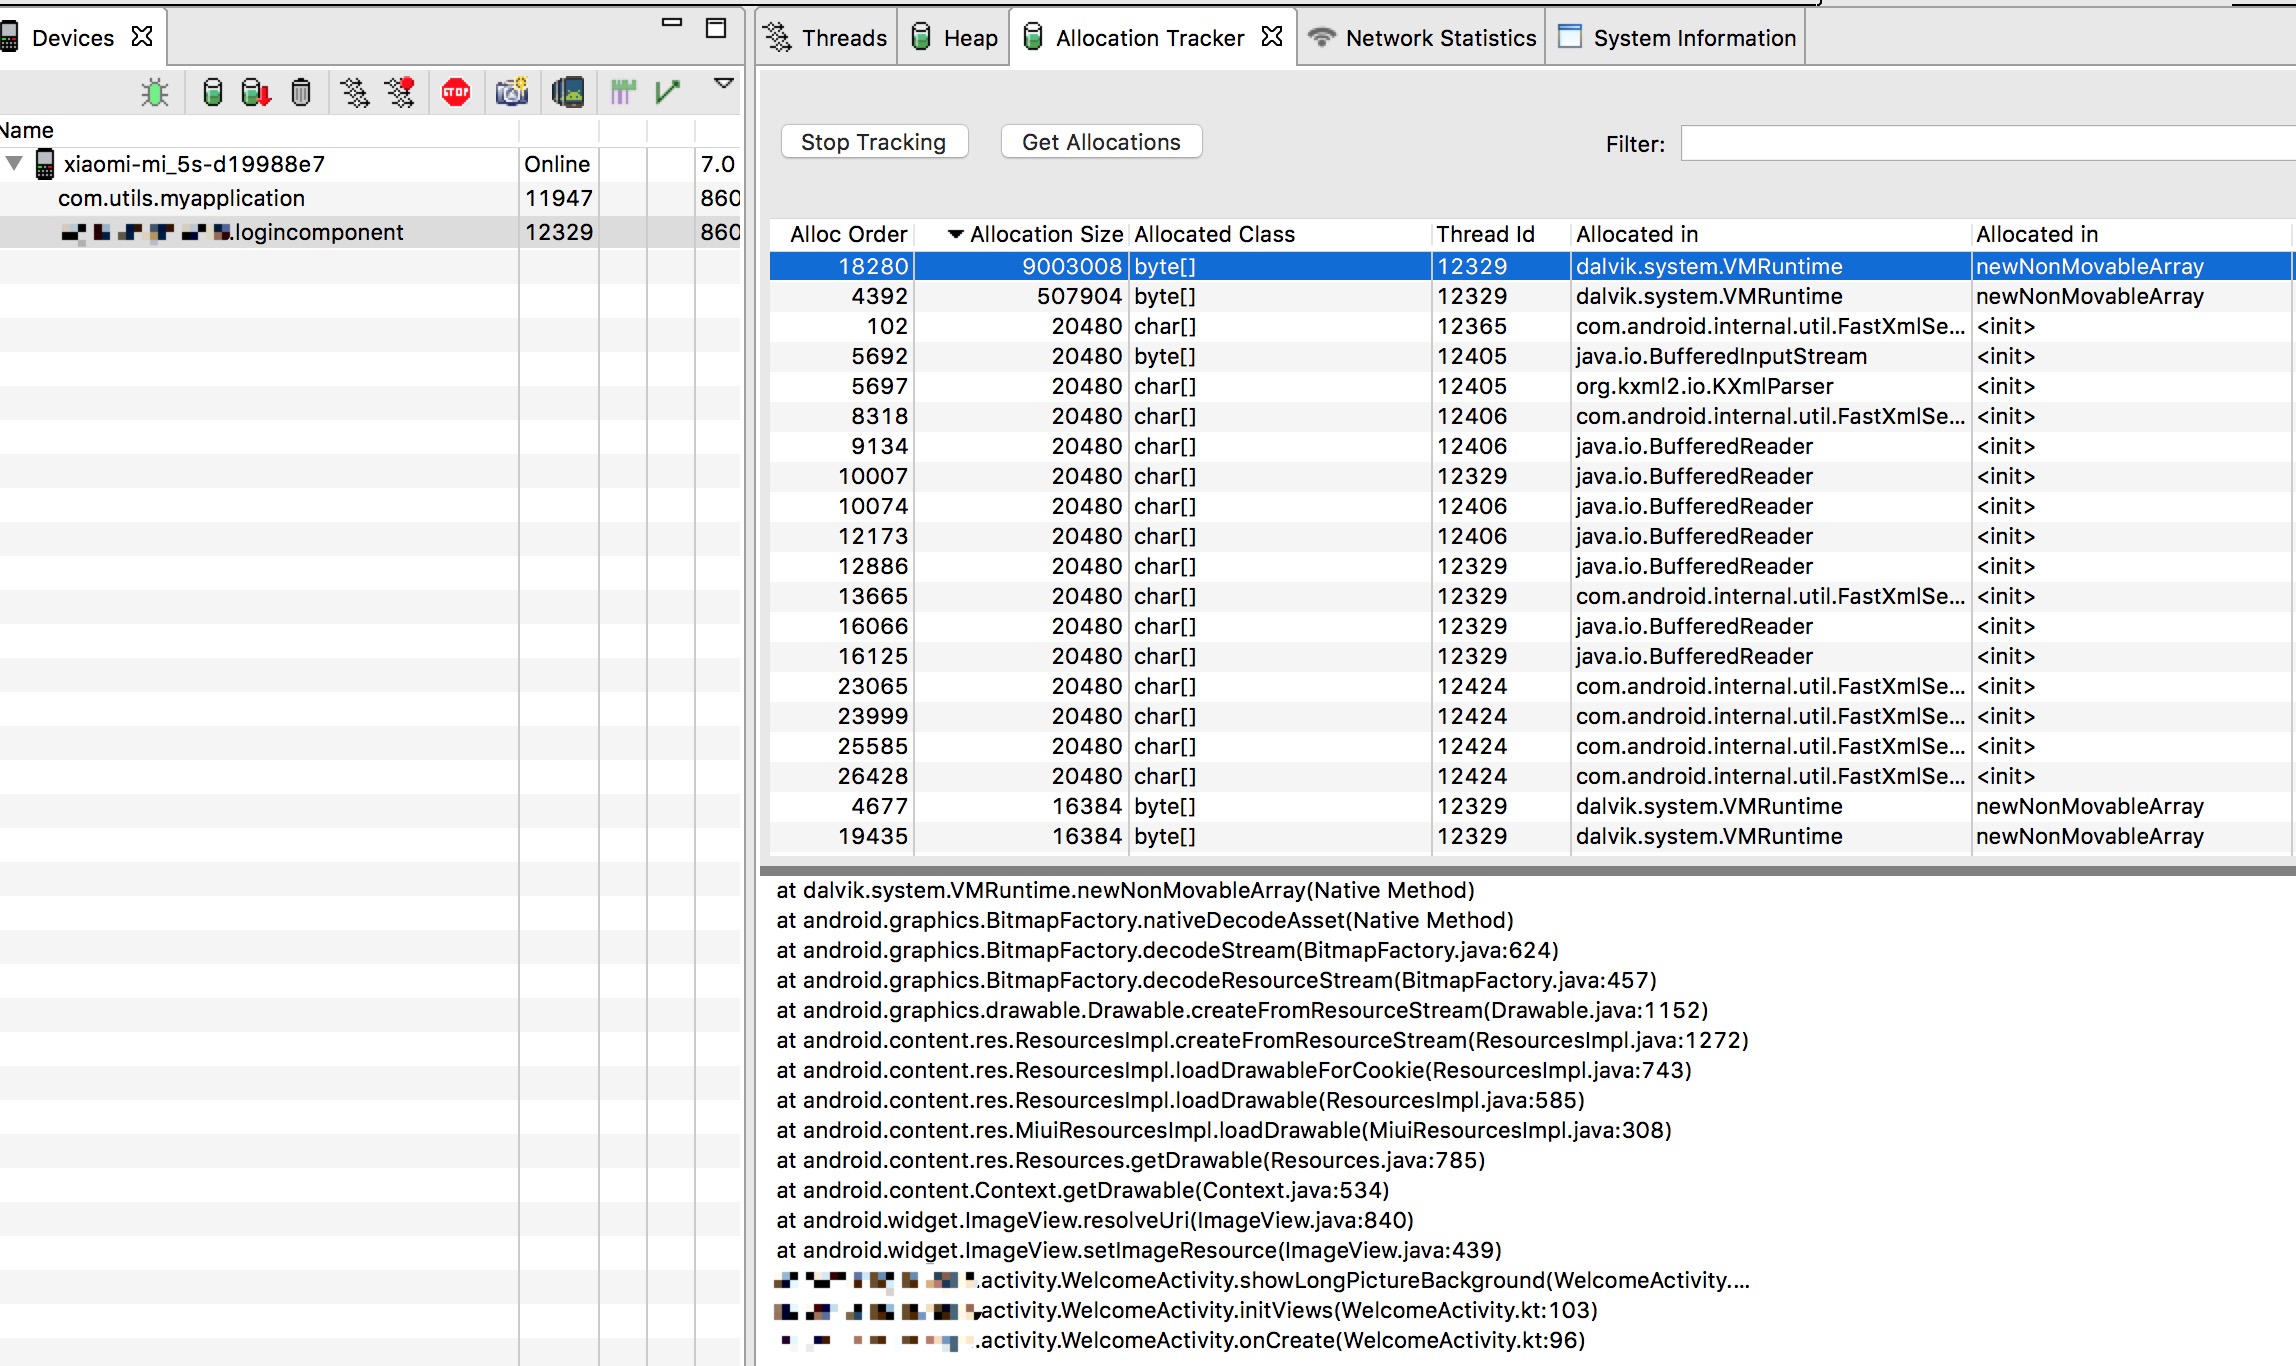 Devices
Name
xiaomi-mi_5s-d19988e7 Online 7.0
com.utils.myapplication 11947 860
.logincomponent 12329 860
Threads Heap Allocation Tracker Network Statistics System Information
Stop Tracking Get Allocations Filter:
Alloc Order Allocation Size Allocated Class Thread Id Allocated in Allocated in
18280 9003008 byte[] 12329 dalvik.system.VMRuntime newNonMovableArray
4392 507904 byte[] 12329 dalvik.system.VMRuntime newNonMovableArray
102 20480 char[] 12365 com.android.internal.util.FastXmlSe... <init>
5692 20480 byte[] 12405 java.io.BufferedInputStream <init>
5697 20480 char[] 12405 org.kxml2.io.KXmlParser <init>
8318 20480 char[] 12406 com.android.internal.util.FastXmlSe... <init>
9134 20480 char[] 12406 java.io.BufferedReader <init>
10007 20480 char[] 12329 java.io.BufferedReader <init>
10074 20480 char[] 12406 java.io.BufferedReader <init>
12173 20480 char[] 12406 java.io.BufferedReader <init>
12886 20480 char[] 12329 java.io.BufferedReader <init>
13665 20480 char[] 12329 com.android.internal.util.FastXmlSe... <init>
16066 20480 char[] 12329 java.io.BufferedReader <init>
16125 20480 char[] 12329 java.io.BufferedReader <init>
23065 20480 char[] 12424 com.android.internal.util.FastXmlSe... <init>
23999 20480 char[] 12424 com.android.internal.util.FastXmlSe... <init>
25585 20480 char[] 12424 com.android.internal.util.FastXmlSe... <init>
26428 20480 char[] 12424 com.android.internal.util.FastXmlSe... <init>
4677 16384 byte[] 12329 dalvik.system.VMRuntime newNonMovableArray
19435 16384 byte[] 12329 dalvik.system.VMRuntime newNonMovableArray
at dalvik.system.VMRuntime.newNonMovableArray(Native Method)
at android.graphics.BitmapFactory.nativeDecodeAsset(Native Method)
at android.graphics.BitmapFactory.decodeStream(BitmapFactory.java:624)
at android.graphics.BitmapFactory.decodeResourceStream(BitmapFactory.java:457)
at android.graphics.drawable.Drawable.createFromResourceStream(Drawable.java:1152)
at android.content.res.ResourcesImpl.createFromResourceStream(ResourcesImpl.java:1272)
at android.content.res.ResourcesImpl.loadDrawableForCookie(ResourcesImpl.java:743)
at android.content.res.ResourcesImpl.loadDrawable(ResourcesImpl.java:585)
at android.content.res.MiuiResourcesImpl.loadDrawable(MiuiResourcesImpl.java:308)
at android.content.res.Resources.getDrawable(Resources.java:785)
at android.content.Context.getDrawable(Context.java:534)
at android.widget.ImageView.resolveUri(ImageView.java:840)
at android.widget.ImageView.setImageResource(ImageView.java:439)
.activity.WelcomeActivity.showLongPictureBackground(WelcomeActivity....
activity.WelcomeActivity.initViews(WelcomeActivity.kt:103)
.activity.WelcomeActivity.onCreate(WelcomeActivity.kt:96)